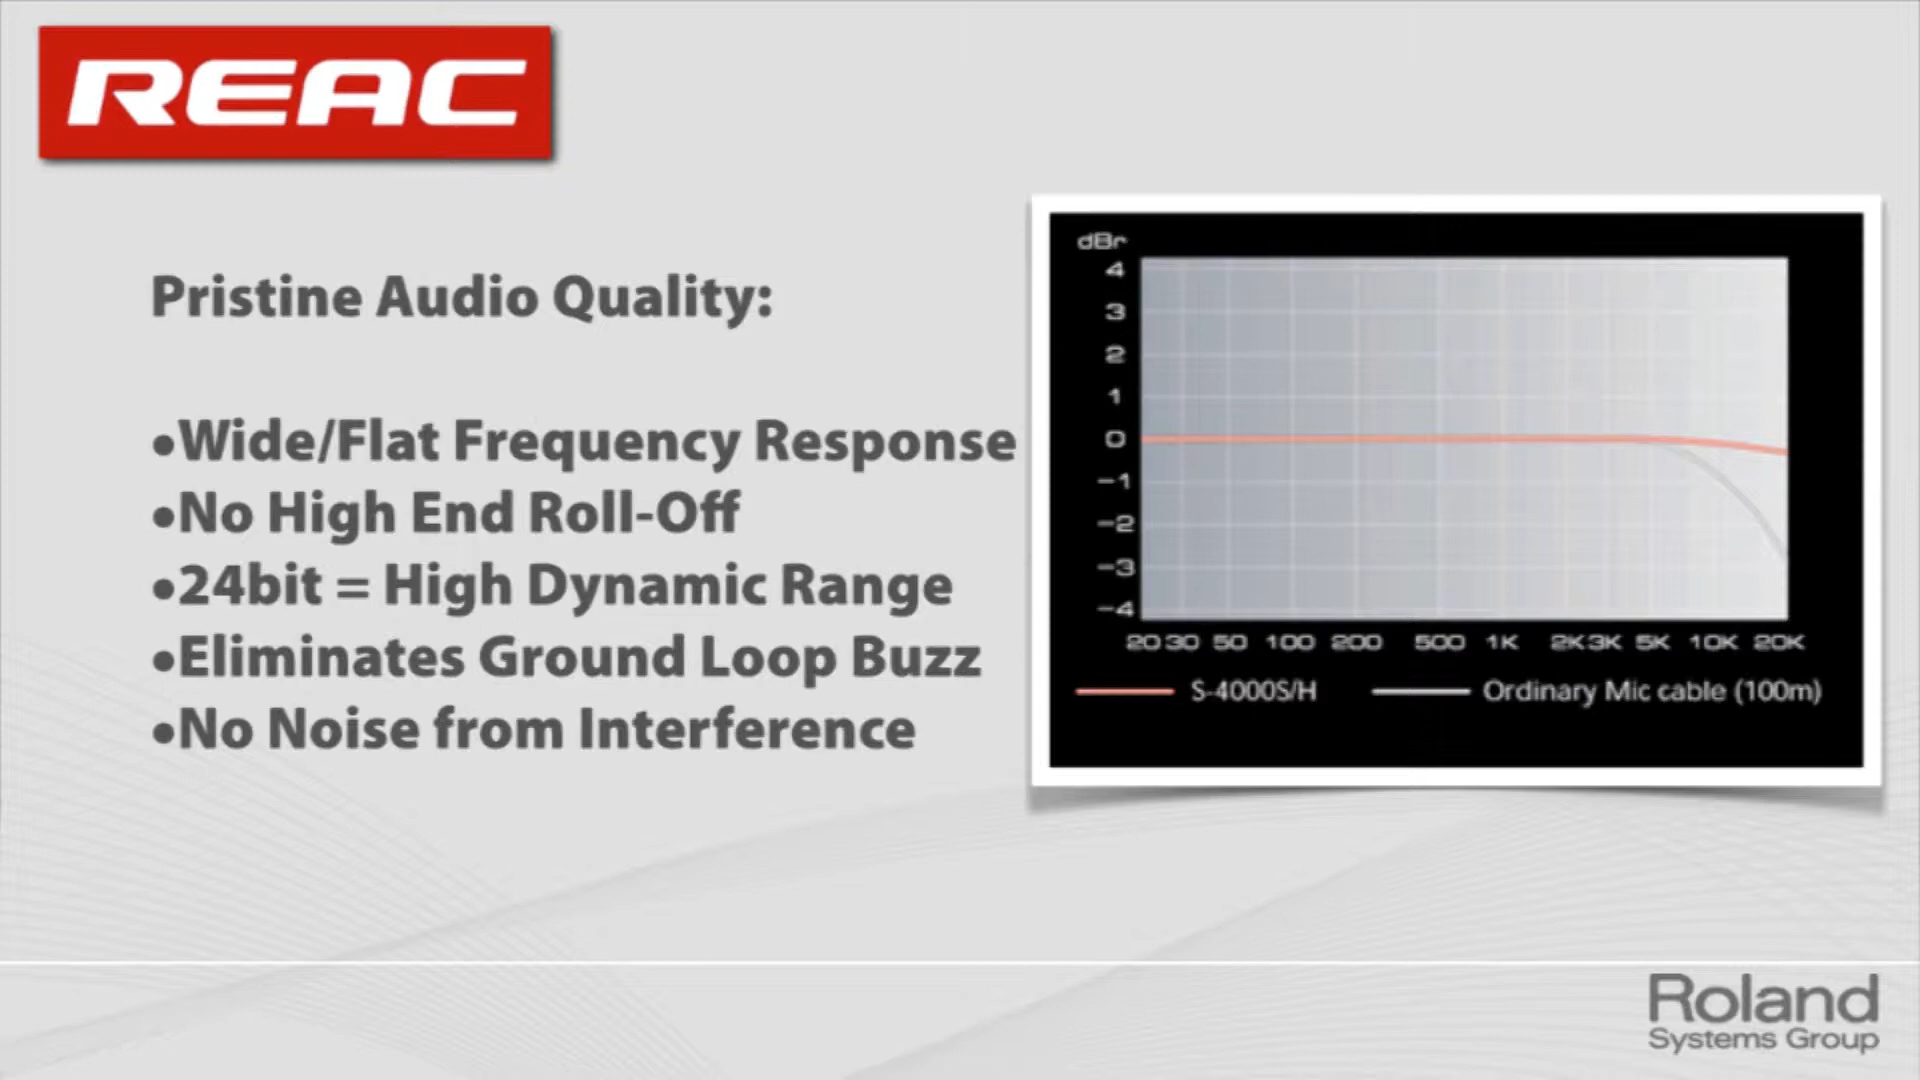 REAC
Pristine Audio Quality:
•Wide/Flat Frequency Response
•No High End Roll-Off
•24bit = High Dynamic Range
•Eliminates Ground Loop Buzz
•No Noise from Interference
dBr
4
3
2
1
0
-1
-2
-3
-4
20 30 50 100 200 500 1K 2K 3K 5K 10K 20K
S-4000S/H Ordinary Mic cable (100m)
Roland
Systems Group